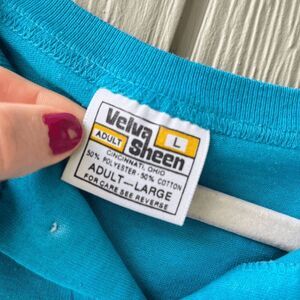 Velva
ADULT Sheen L
CINCINNATI, OHIO
50% POLYESTER - 50% COTTON
ADULT—LARGE
FOR CARE SEE REVERSE